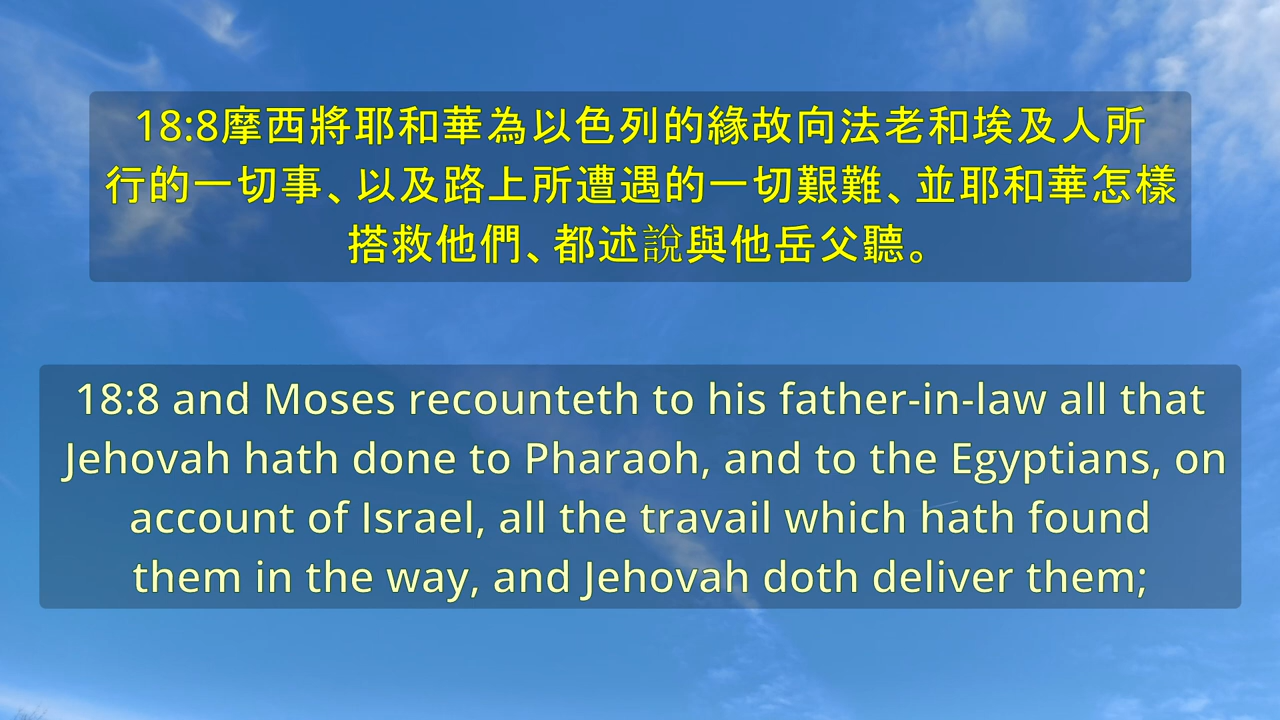 18:8摩西將耶和華為以色列的緣故向法老和埃及人所
行的一切事、以及路上所遭遇的一切艱難、並耶和華怎樣
搭救他們、都述說與他岳父聽。
18:8 and Moses recounteth to his father-in-law all that
Jehovah hath done to Pharaoh, and to the Egyptians, on
account of Israel, all the travail which hath found
them in the way, and Jehovah doth deliver them;